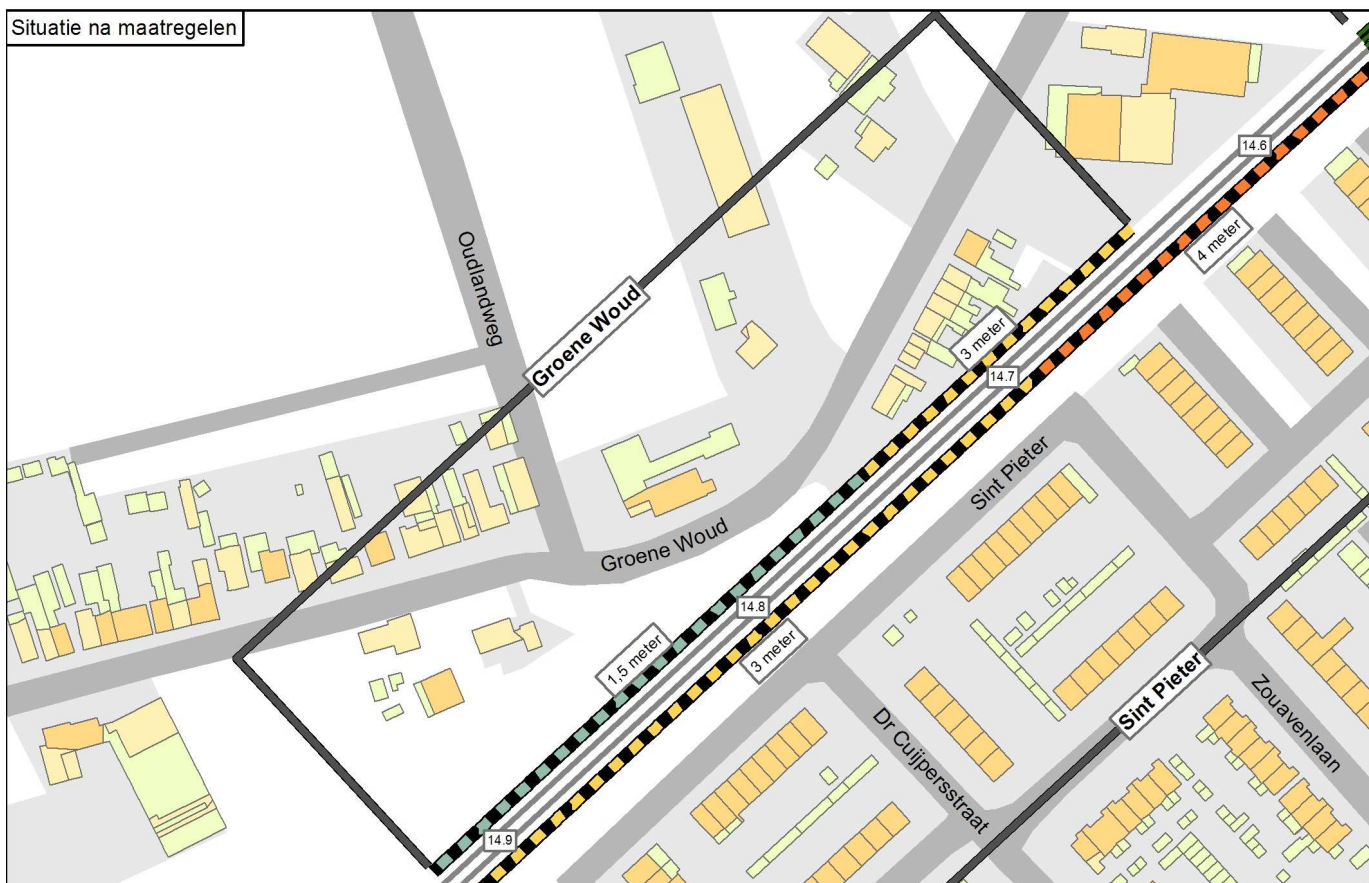 Situatie na maatregelen
14.6
4 meter
Oudlandweg
Groene Woud
3 meter
14.7
Sint Pieter
Groene Woud
14.8
1,5 meter
3 meter
Sint Pieter
Zouavenlaan
Dr Cuijpersstraat
14.9